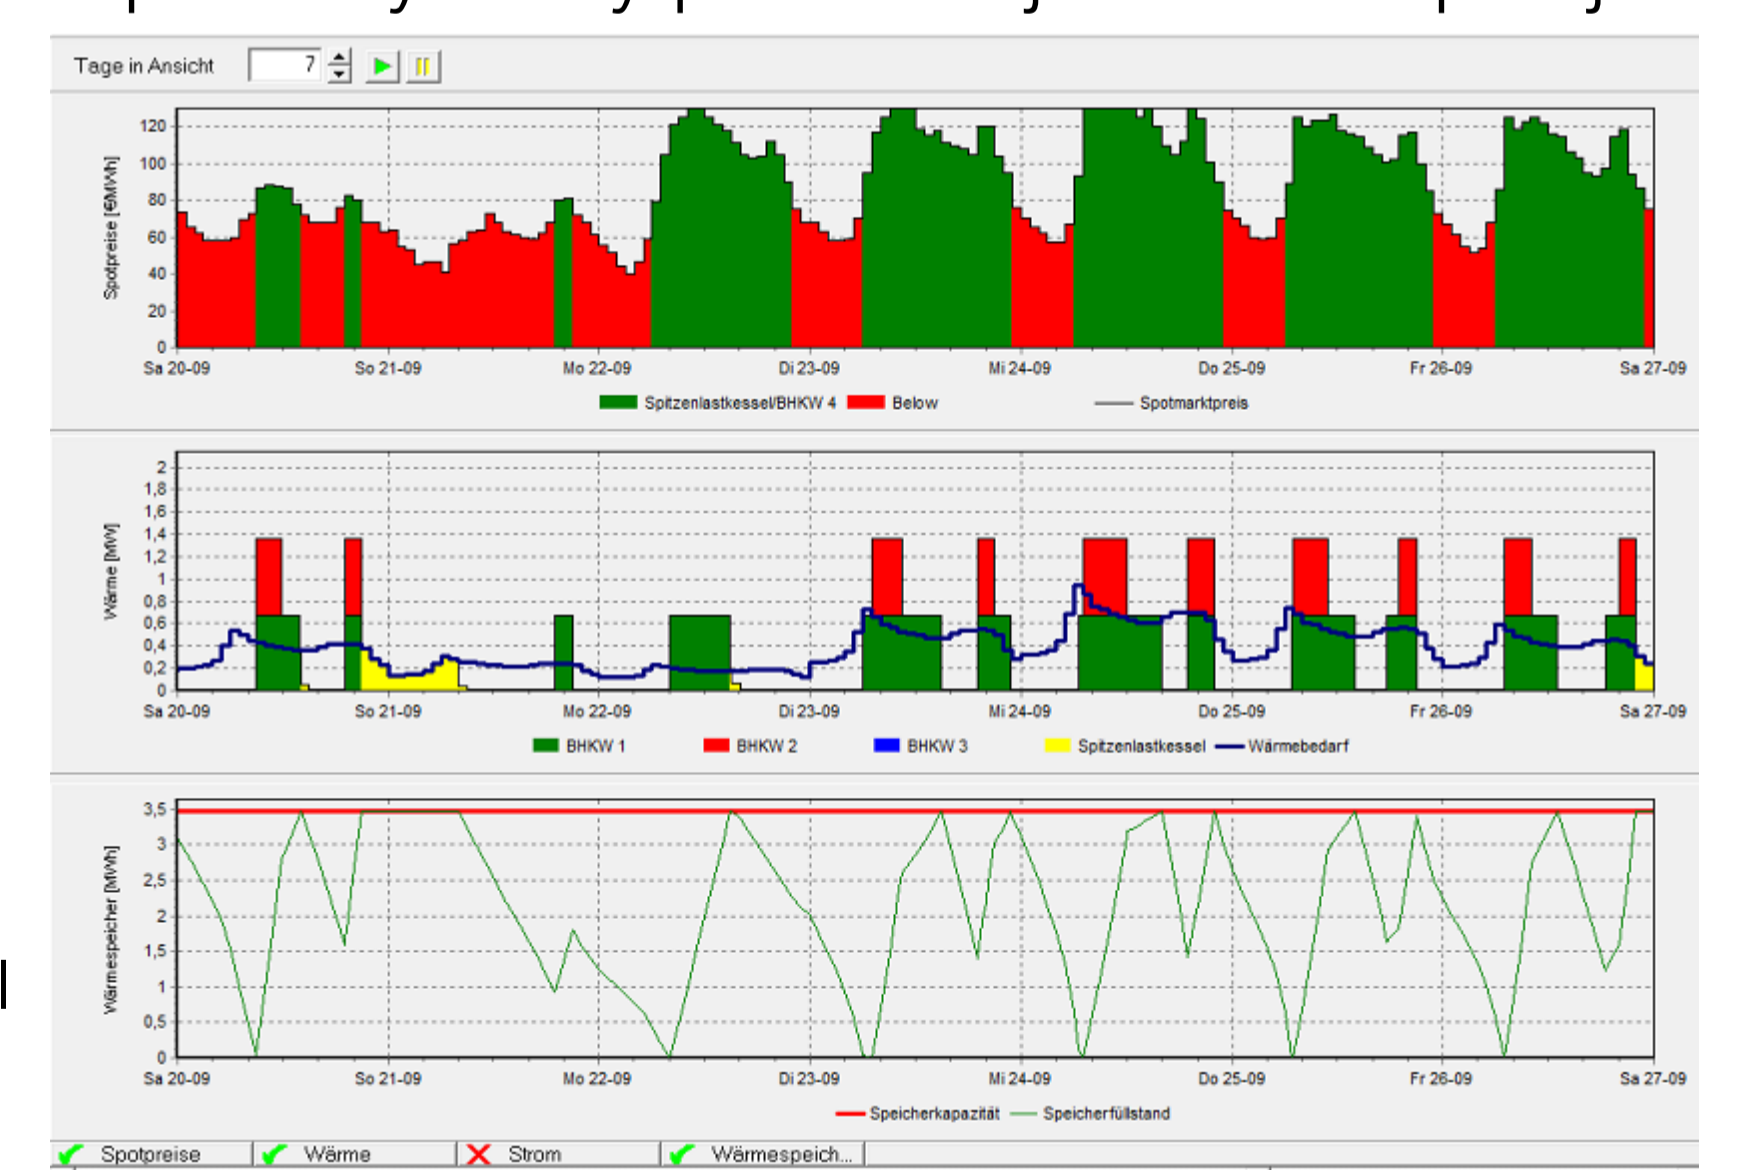 Tage in Ansicht 7
Spotpreise [€/MWh]
120
100
80
60
40
20
0
Sa 20-09 So 21-09 Mo 22-09 Di 23-09 Mi 24-09 Do 25-09 Fr 26-09 Sa 27-09
Spitzenlastkessel/BHKW 4 Below Spotmarktpreis
Wärme [MW]
2
1,8
1,6
1,4
1,2
1
0,8
0,6
0,4
0,2
0
Sa 20-09 So 21-09 Mo 22-09 Di 23-09 Mi 24-09 Do 25-09 Fr 26-09 Sa 27-09
BHKW 1 BHKW 2 BHKW 3 Spitzenlastkessel Wärmebedarf
Wärmespeicher [MWh]
3,5
3
2,5
2
1,5
1
0,5
0
Sa 20-09 So 21-09 Mo 22-09 Di 23-09 Mi 24-09 Do 25-09 Fr 26-09 Sa 27-09
Speicherkapazität Speicherfüllstand
Spotpreise Wärme Strom Wärmespeich...